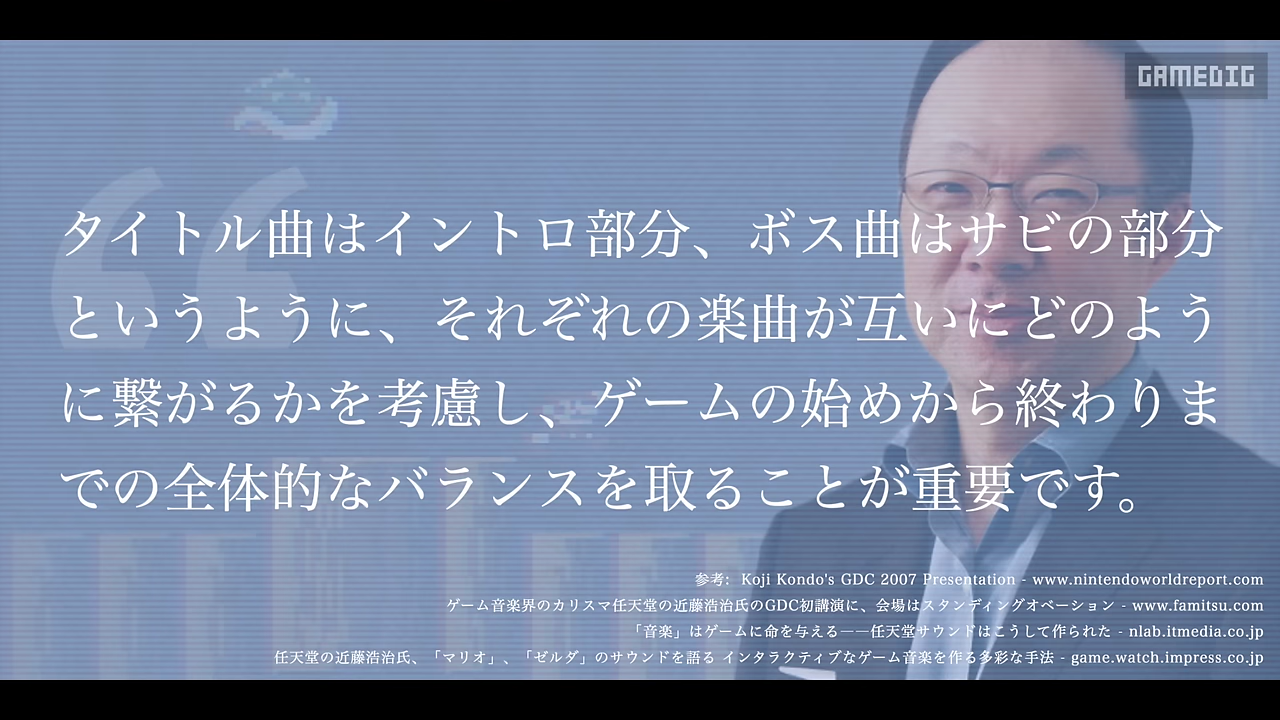 GAMEDIG
タイトル曲はイントロ部分、ボス曲はサビの部分
というように、それぞれの楽曲が互いにどのよう
に繋がるかを考慮し、ゲームの始めから終わりま
での全体的なバランスを取ることが重要です。
参考: Koji Kondo's GDC 2007 Presentation - www.nintendoworldreport.com
ゲーム音楽界のカリスマ任天堂の近藤浩治氏のGDC初講演に、会場はスタンディングオベーション - www.famitsu.com
「音楽」はゲームに命を与える――任天堂サウンドはこうして作られた - nlab.itmedia.co.jp
任天堂の近藤浩治氏、「マリオ」、「ゼルダ」のサウンドを語る インタラクティブなゲーム音楽を作る多彩な手法 - game.watch.impress.co.jp